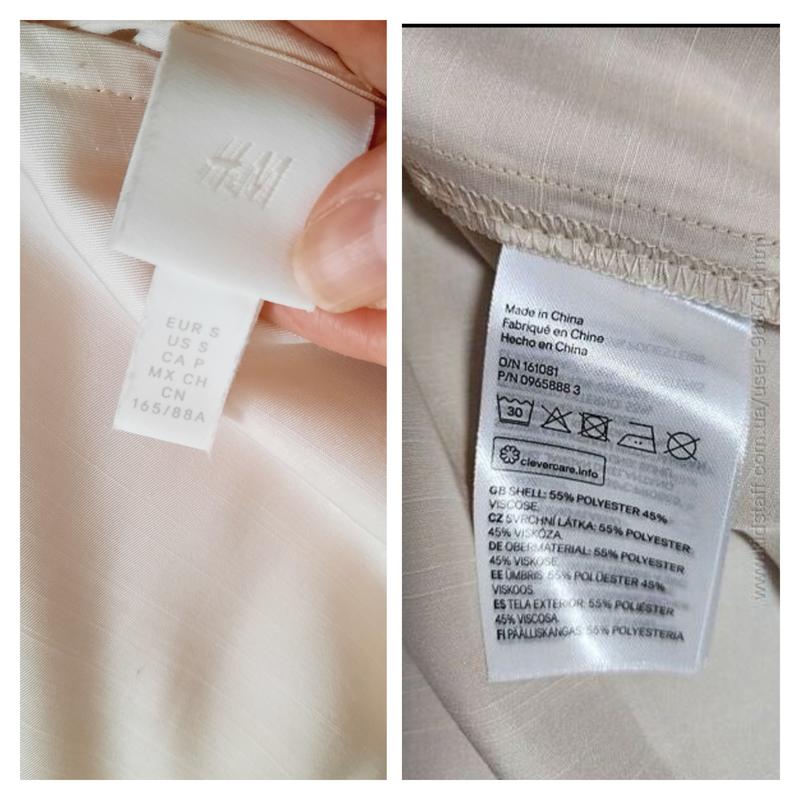 H&M
EUR S
US S
CA P
MX CH
CN
165/88A
Made in China
Fabriqué en Chine
Hecho en China
O/N 161081
P/N 0965888 3
30
clevercare.info
GB SHELL: 55% POLYESTER 45%
VISCOSE
CZ SVRCHNÍ LÁTKA: 55% POLYESTER
45% VISKÓZA
DE OBERMATERIAL: 55% POLYESTER
45% VISKOSE
EE ÜMBRIS: 55% POLÜESTER 45%
VISKOOS
ES TELA EXTERIOR: 55% POLIÉSTER
45% VISCOSA
FI PÄÄLLISKANGAS: 55% POLYESTERIA